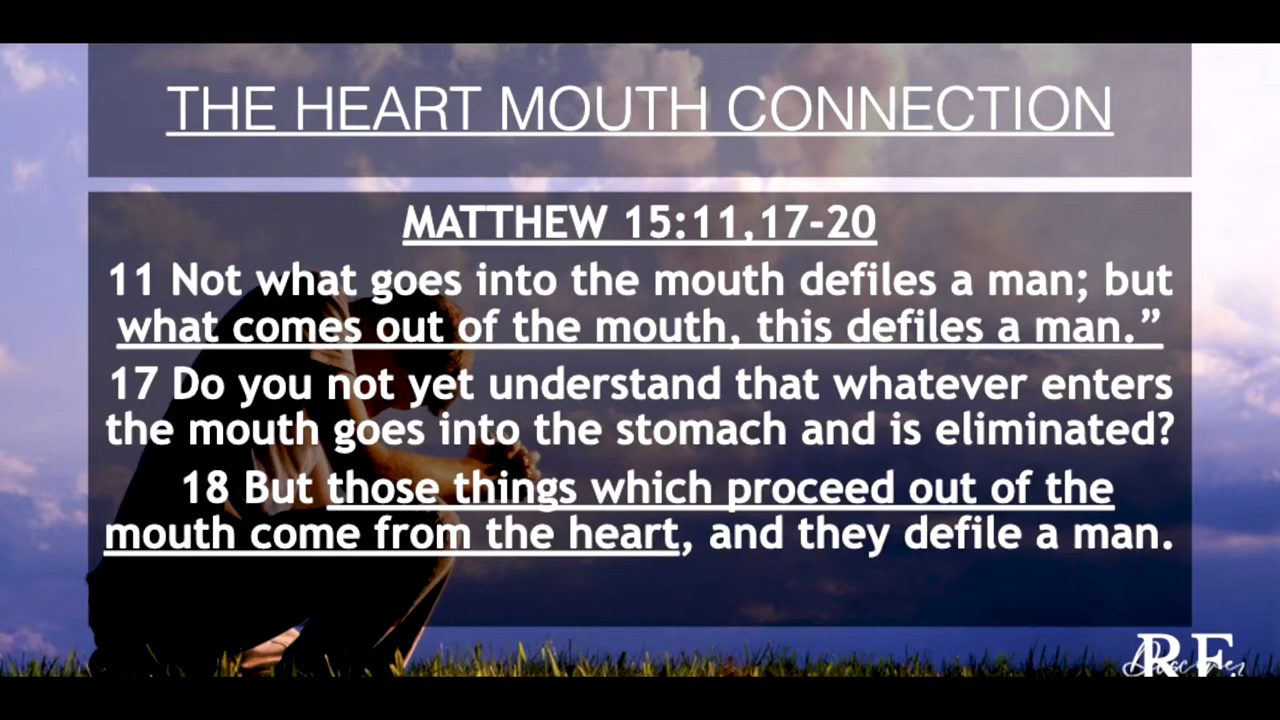 THE HEART MOUTH CONNECTION
MATTHEW 15:11,17-20
11 Not what goes into the mouth defiles a man; but
what comes out of the mouth, this defiles a man.”
17 Do you not yet understand that whatever enters
the mouth goes into the stomach and is eliminated?
18 But those things which proceed out of the
mouth come from the heart, and they defile a man.